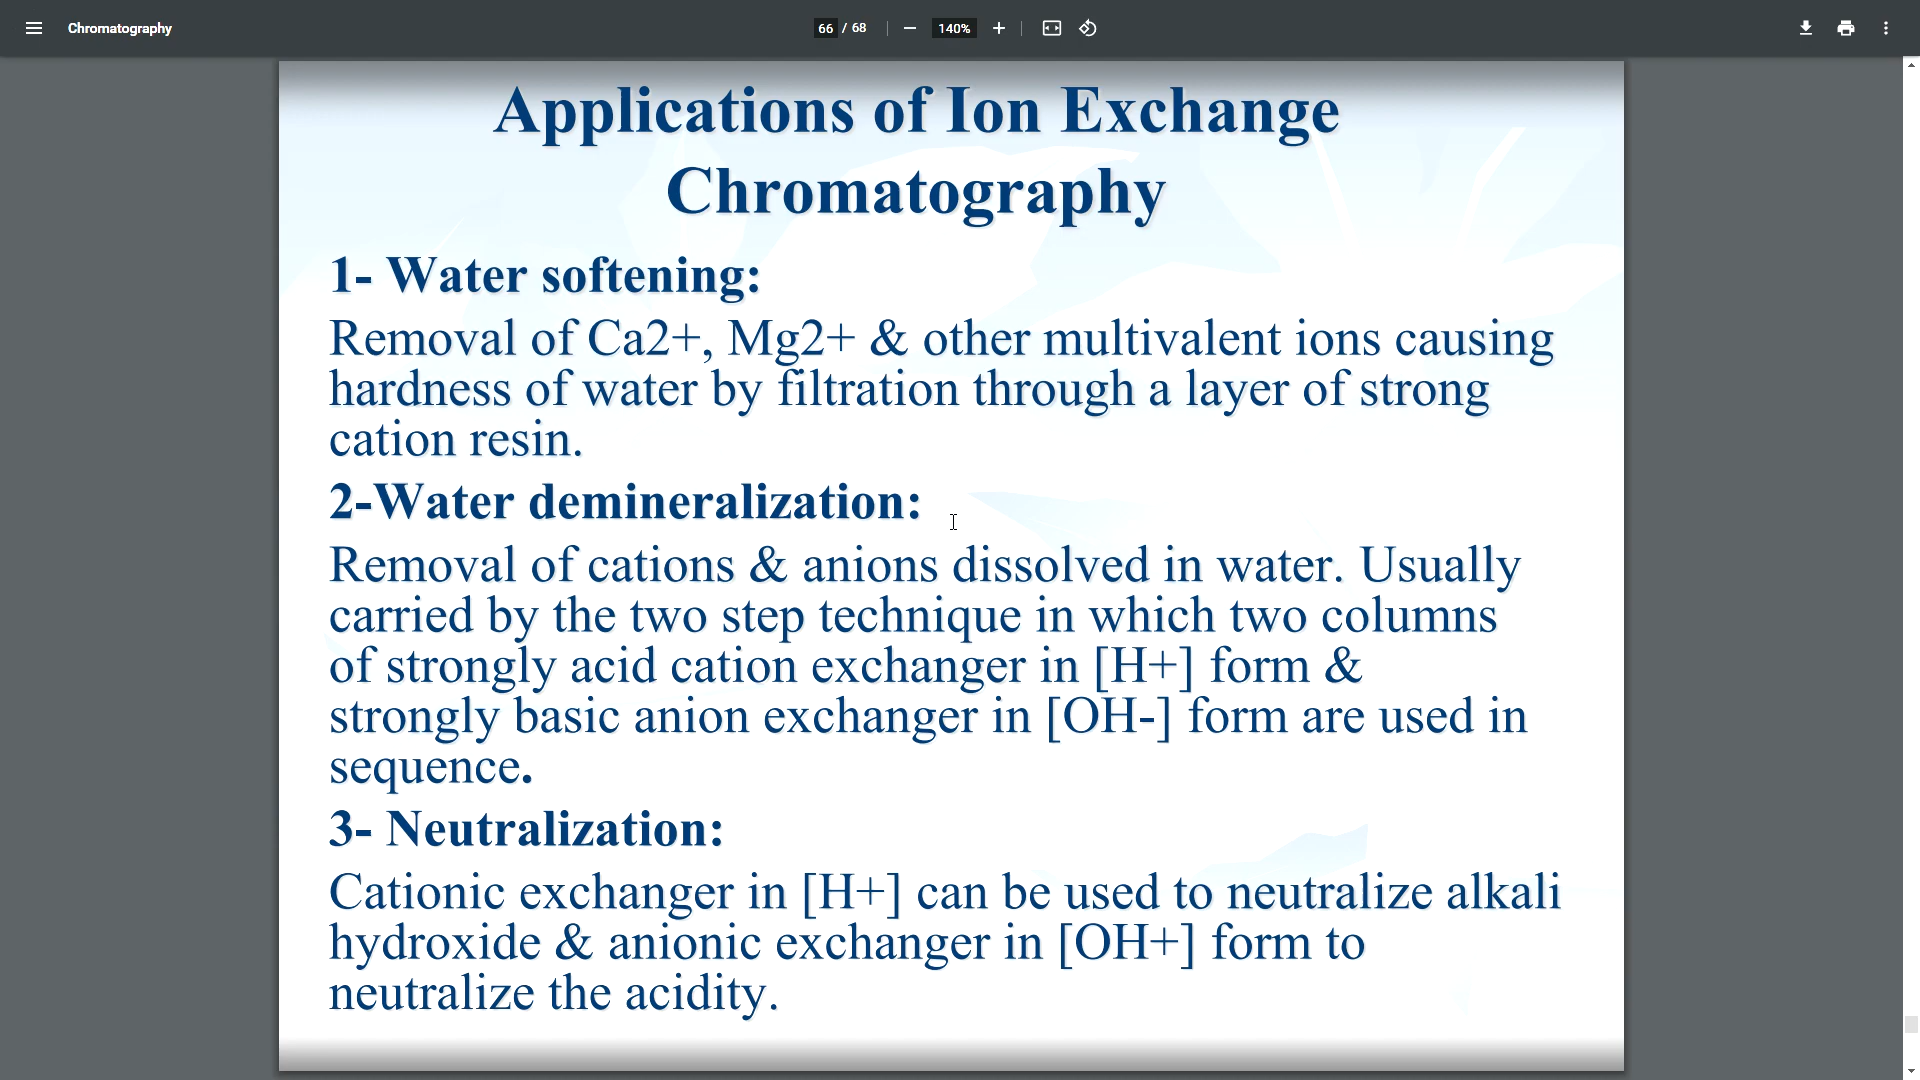 Chromatography
66 / 68
140%
Applications of Ion Exchange
Chromatography
1- Water softening:
Removal of Ca2+, Mg2+ & other multivalent ions causing
hardness of water by filtration through a layer of strong
cation resin.
2-Water demineralization:
Removal of cations & anions dissolved in water. Usually
carried by the two step technique in which two columns
of strongly acid cation exchanger in [H+] form &
strongly basic anion exchanger in [OH-] form are used in
sequence.
3- Neutralization:
Cationic exchanger in [H+] can be used to neutralize alkali
hydroxide & anionic exchanger in [OH+] form to
neutralize the acidity.